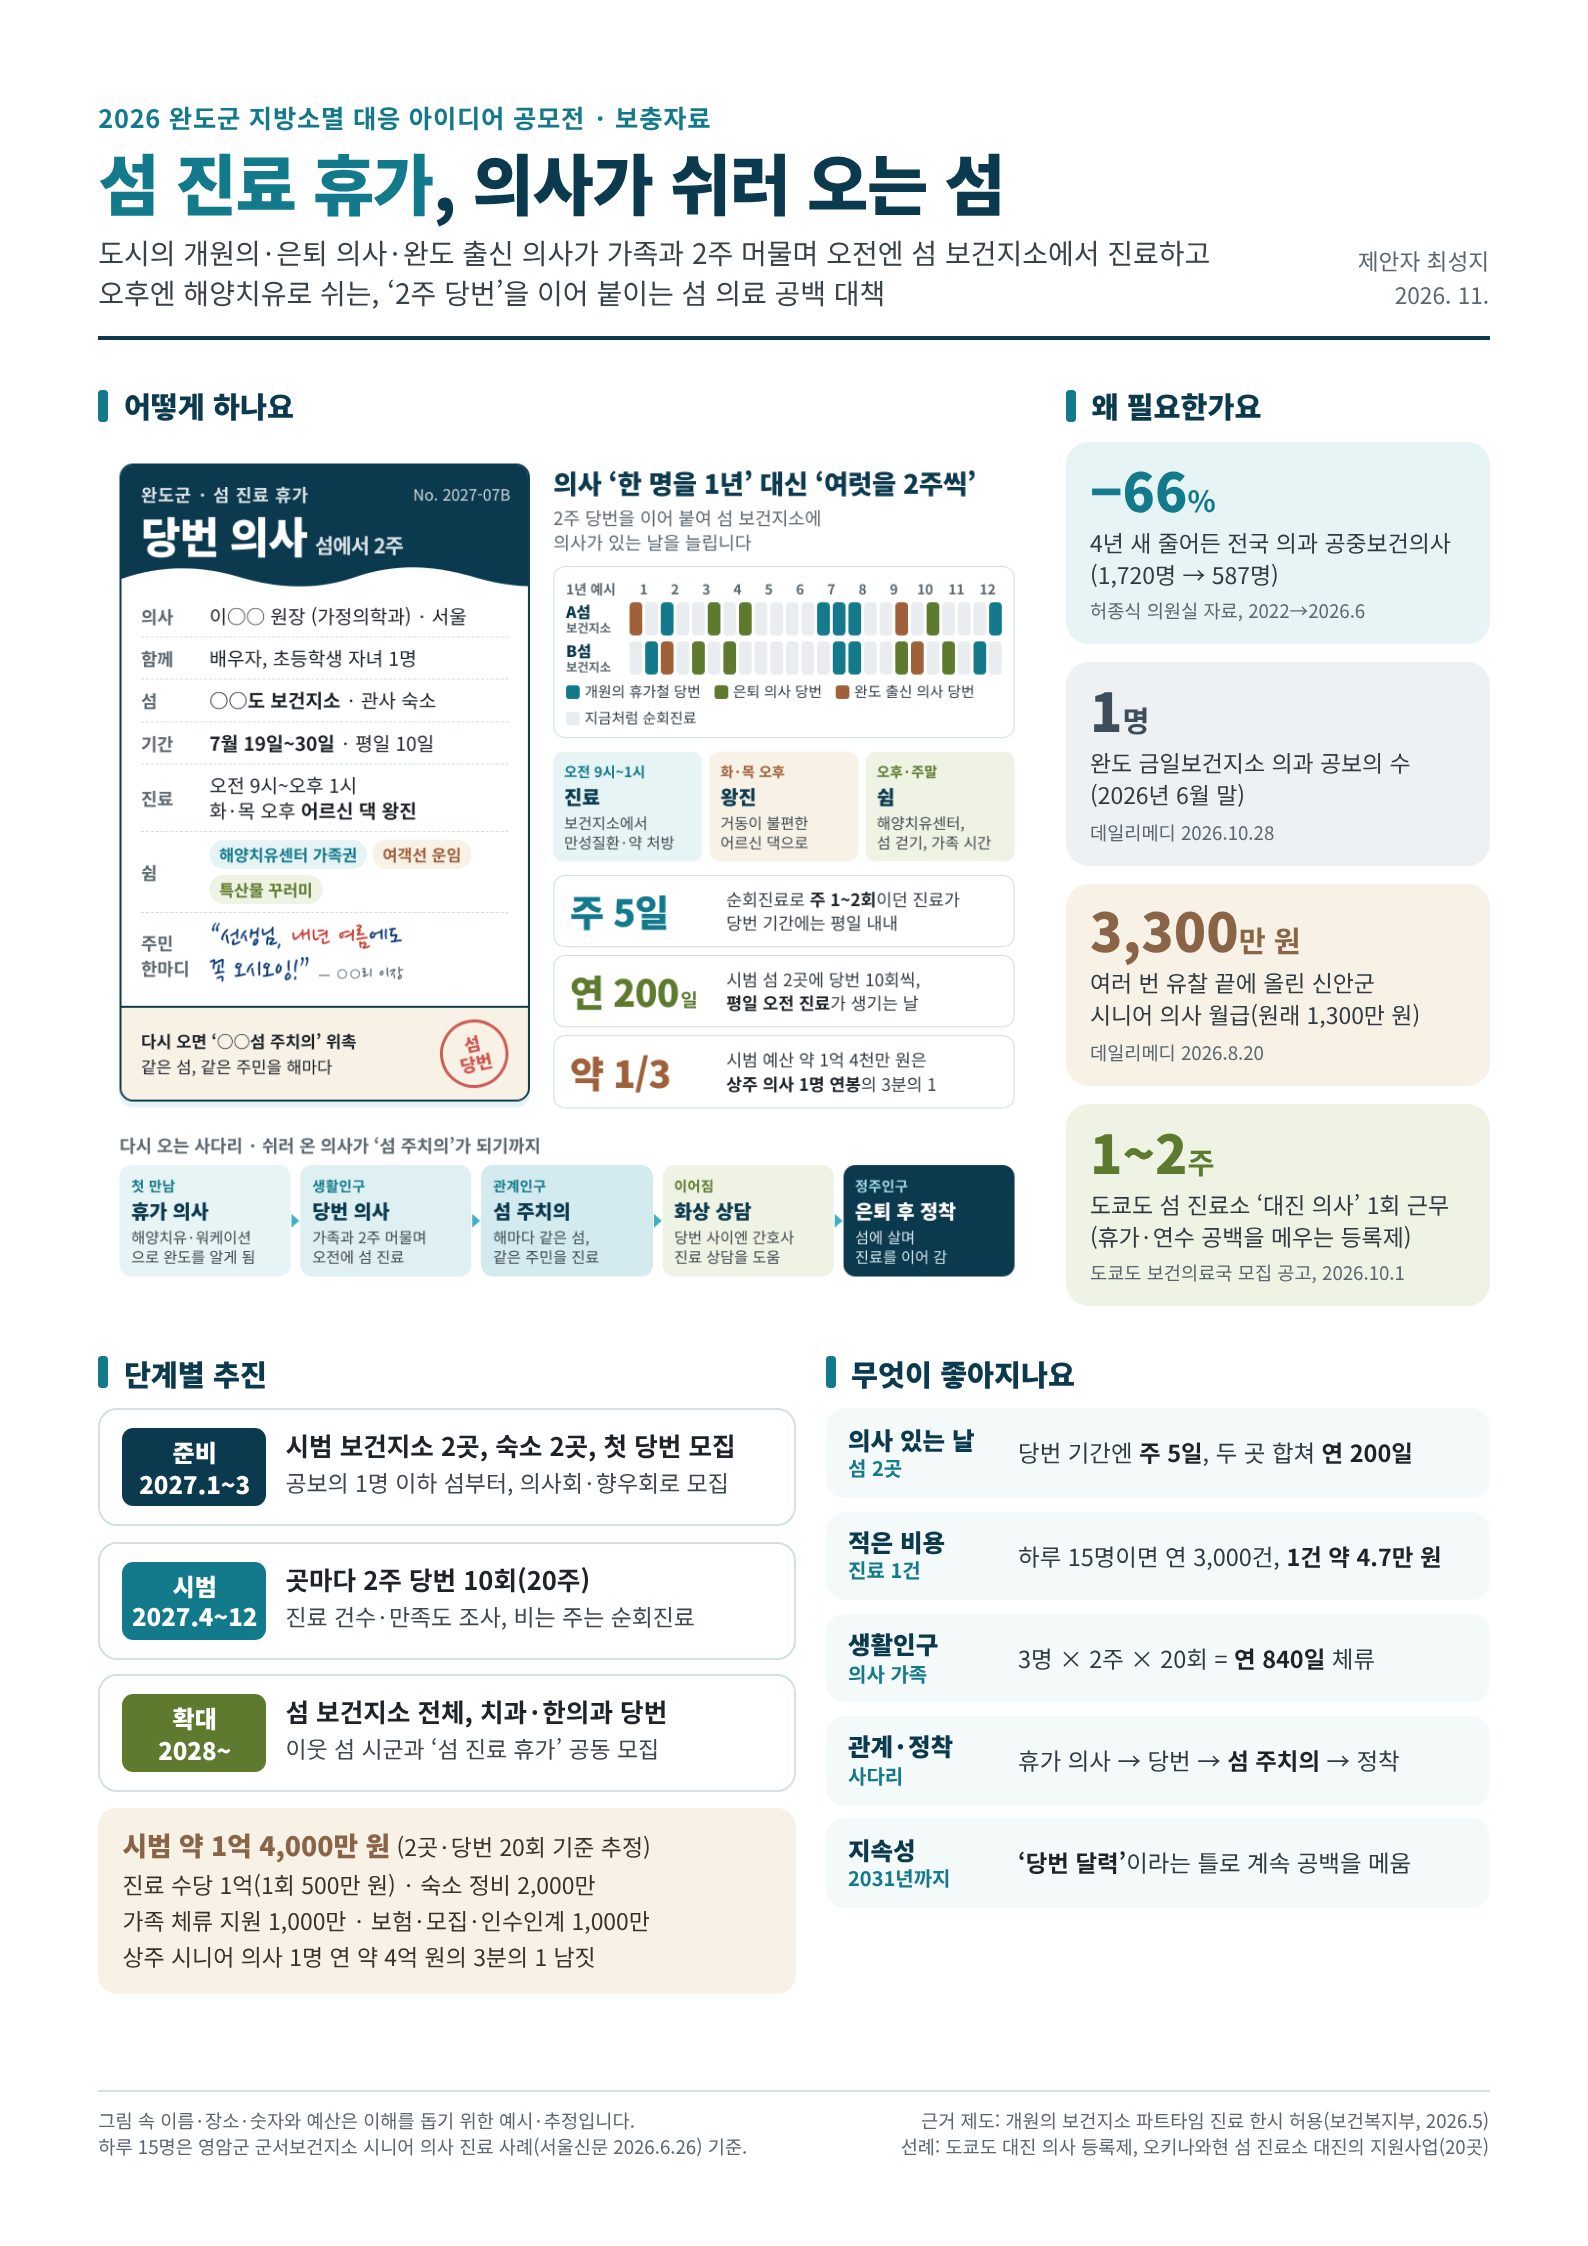 2026 완도군 지방소멸 대응 아이디어 공모전 · 보충자료
섬 진료 휴가, 의사가 쉬러 오는 섬
도시의 개원의·은퇴 의사·완도 출신 의사가 가족과 2주 머물며 오전엔 섬 보건지소에서 진료하고
오후엔 해양치유로 쉬는, ‘2주 당번’을 이어 붙이는 섬 의료 공백 대책
제안자 최성지
2026. 11.
어떻게 하나요
완도군 · 섬 진료 휴가
No. 2027-07B
당번 의사 섬에서 2주
의사 이○○ 원장 (가정의학과) · 서울
함께 배우자, 초등학생 자녀 1명
섬 ○○도 보건지소 · 관사 숙소
기간 7월 19일~30일 · 평일 10일
진료 오전 9시~오후 1시
화·목 오후 어르신 댁 왕진
쉼 해양치유센터 가족권 여객선 운임
특산물 꾸러미
주민 한마디
“선생님, 내년 여름에도
꼭 오시오잉!” – ○○리 이장
다시 오면 ‘○○섬 주치의’ 위촉
같은 섬, 같은 주민을 해마다
섬
당번
의사 ‘한 명을 1년’ 대신 ‘여럿을 2주씩’
2주 당번을 이어 붙여 섬 보건지소에
의사가 있는 날을 늘립니다
1년 예시 1 2 3 4 5 6 7 8 9 10 11 12
A섬
보건지소
B섬
보건지소
개원의 휴가철 당번 은퇴 의사 당번 완도 출신 의사 당번
지금처럼 순회진료
오전 9시~1시
진료
보건지소에서
만성질환·약 처방
화·목 오후
왕진
거동이 불편한
어르신 댁으로
오후·주말
쉼
해양치유센터,
섬 걷기, 가족 시간
주 5일
순회진료로 주 1~2회이던 진료가
당번 기간에는 평일 내내
연 200일
시범 섬 2곳에 당번 10회씩,
평일 오전 진료가 생기는 날
약 1/3
시범 예산 약 1억 4천만 원은
상주 의사 1명 연봉의 3분의 1
다시 오는 사다리 · 쉬러 온 의사가 ‘섬 주치의’가 되기까지
첫 만남
휴가 의사
해양치유·워케이션
으로 완도를 알게 됨
생활인구
당번 의사
가족과 2주 머물며
오전에 섬 진료
관계인구
섬 주치의
해마다 같은 섬,
같은 주민을 진료
이어짐
화상 상담
당번 사이엔 간호사
진료 상담을 도움
정주인구
은퇴 후 정착
섬에 살며
진료를 이어 감
왜 필요한가요
−66%
4년 새 줄어든 전국 의과 공중보건의사
(1,720명 → 587명)
허종식 의원실 자료, 2022→2026.6
1명
완도 금일보건지소 의과 공보의 수
(2026년 6월 말)
데일리메디 2026.10.28
3,300만 원
여러 번 유찰 끝에 올린 신안군
시니어 의사 월급(원래 1,300만 원)
데일리메디 2026.8.20
1~2주
도쿄도 섬 진료소 ‘대진 의사’ 1회 근무
(휴가·연수 공백을 메우는 등록제)
도쿄도 보건의료국 모집 공고, 2026.10.1
단계별 추진
준비
2027.1~3
시범 보건지소 2곳, 숙소 2곳, 첫 당번 모집
공보의 1명 이하 섬부터, 의사회·향우회로 모집
시범
2027.4~12
곳마다 2주 당번 10회(20주)
진료 건수·만족도 조사, 비는 주는 순회진료
확대
2028~
섬 보건지소 전체, 치과·한의과 당번
이웃 섬 시군과 ‘섬 진료 휴가’ 공동 모집
시범 약 1억 4,000만 원 (2곳·당번 20회 기준 추정)
진료 수당 1억(1회 500만 원) · 숙소 정비 2,000만
가족 체류 지원 1,000만 · 보험·모집·인수인계 1,000만
상주 시니어 의사 1명 연 약 4억 원의 3분의 1 남짓
무엇이 좋아지나요
의사 있는 날
섬 2곳
당번 기간엔 주 5일, 두 곳 합쳐 연 200일
적은 비용
진료 1건
하루 15명이면 연 3,000건, 1건 약 4.7만 원
생활인구
의사 가족
3명 × 2주 × 20회 = 연 840일 체류
관계·정착
사다리
휴가 의사 → 당번 → 섬 주치의 → 정착
지속성
2031년까지
‘당번 달력’이라는 틀로 계속 공백을 메움
그림 속 이름·장소·숫자와 예산은 이해를 돕기 위한 예시·추정입니다.
하루 15명은 영암군 군서보건지소 시니어 의사 진료 사례(서울신문 2026.6.26) 기준.
근거 제도: 개원의 보건지소 파트타임 진료 한시 허용(보건복지부, 2026.5)
선례: 도쿄도 대진 의사 등록제, 오키나와현 섬 진료소 대진의 지원사업(20곳)